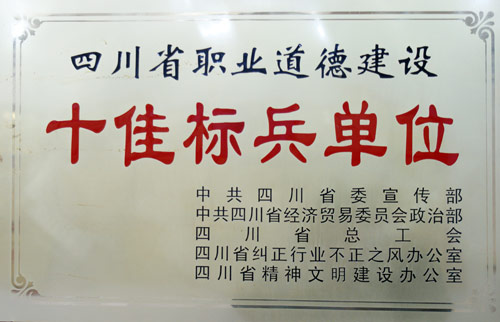 四川省职业道德建设
十佳标兵单位
中共四川省委宣传部
中共四川省经济贸易委员会政治部
四川省总工会
四川省纠正行业不正之风办公室
四川省精神文明建设办公室